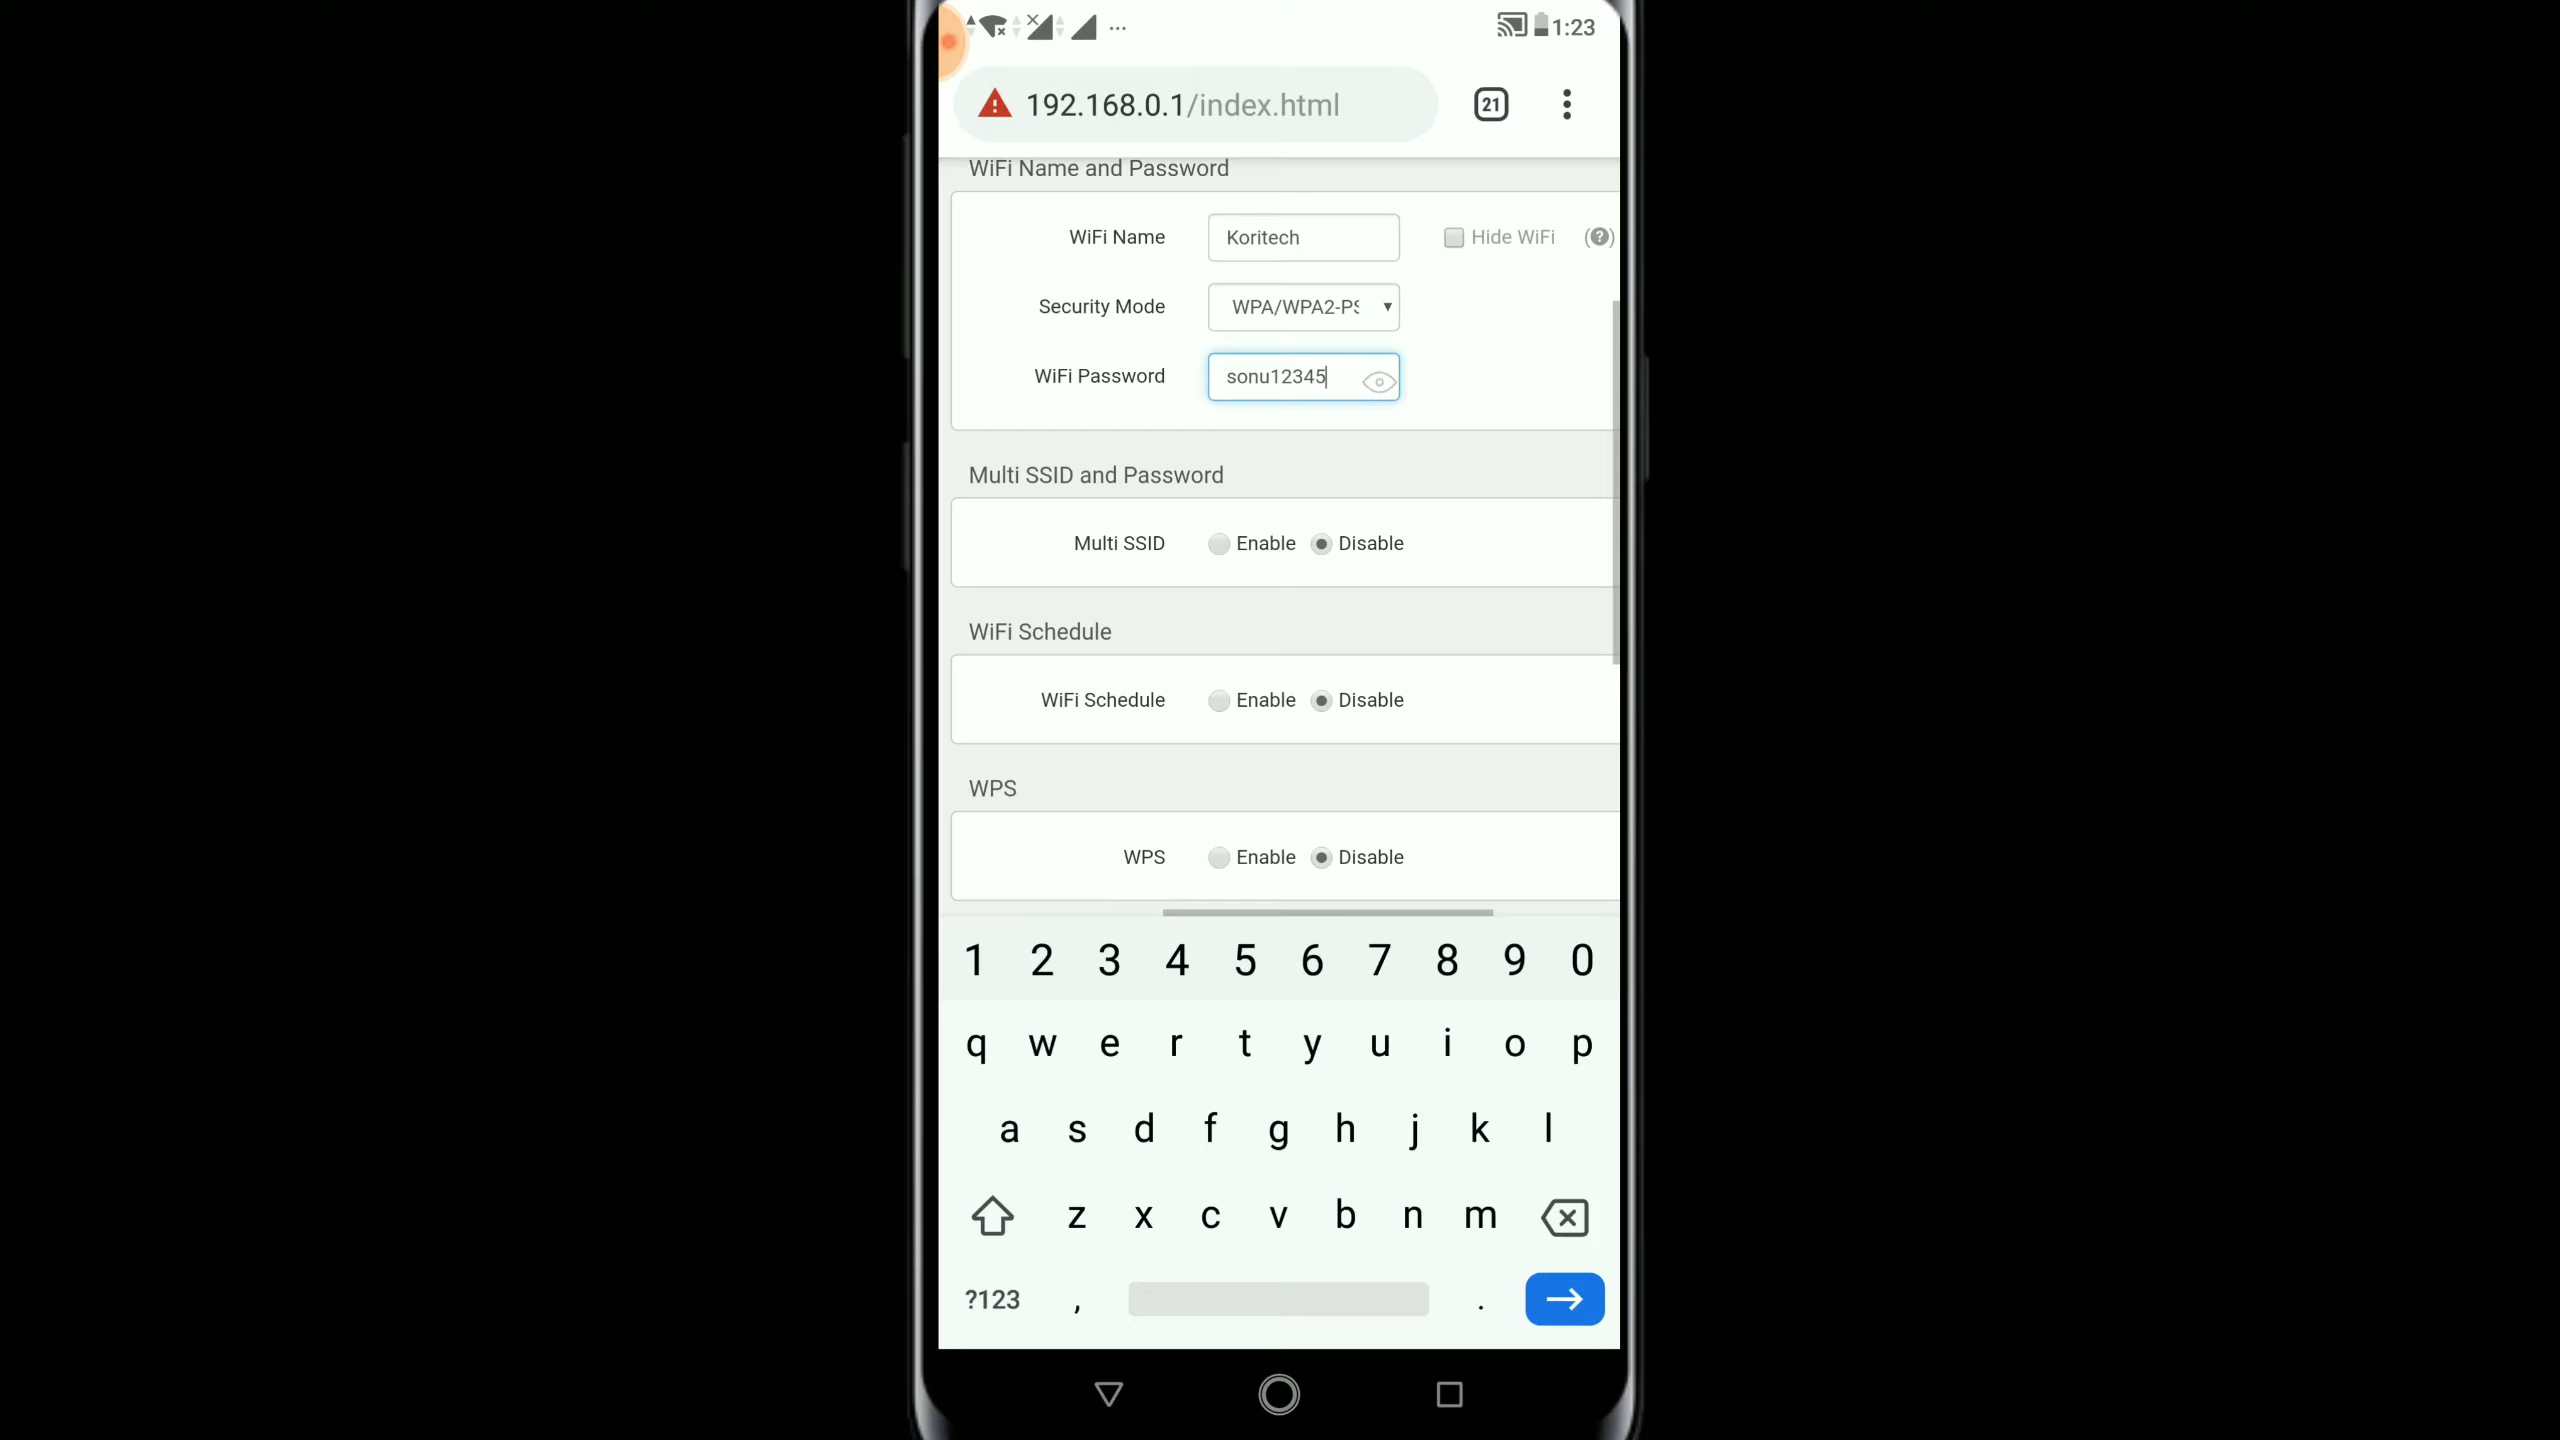 1:23
192.168.0.1/index.html 21
WiFi Name and Password
WiFi Name Koritech Hide WiFi (?)
Security Mode WPA/WPA2-PS
WiFi Password sonu12345
Multi SSID and Password
Multi SSID Enable Disable
WiFi Schedule
WiFi Schedule Enable Disable
WPS
WPS Enable Disable
1 2 3 4 5 6 7 8 9 0
q w e r t y u i o p
a s d f g h j k l
z x c v b n m
?123 , .